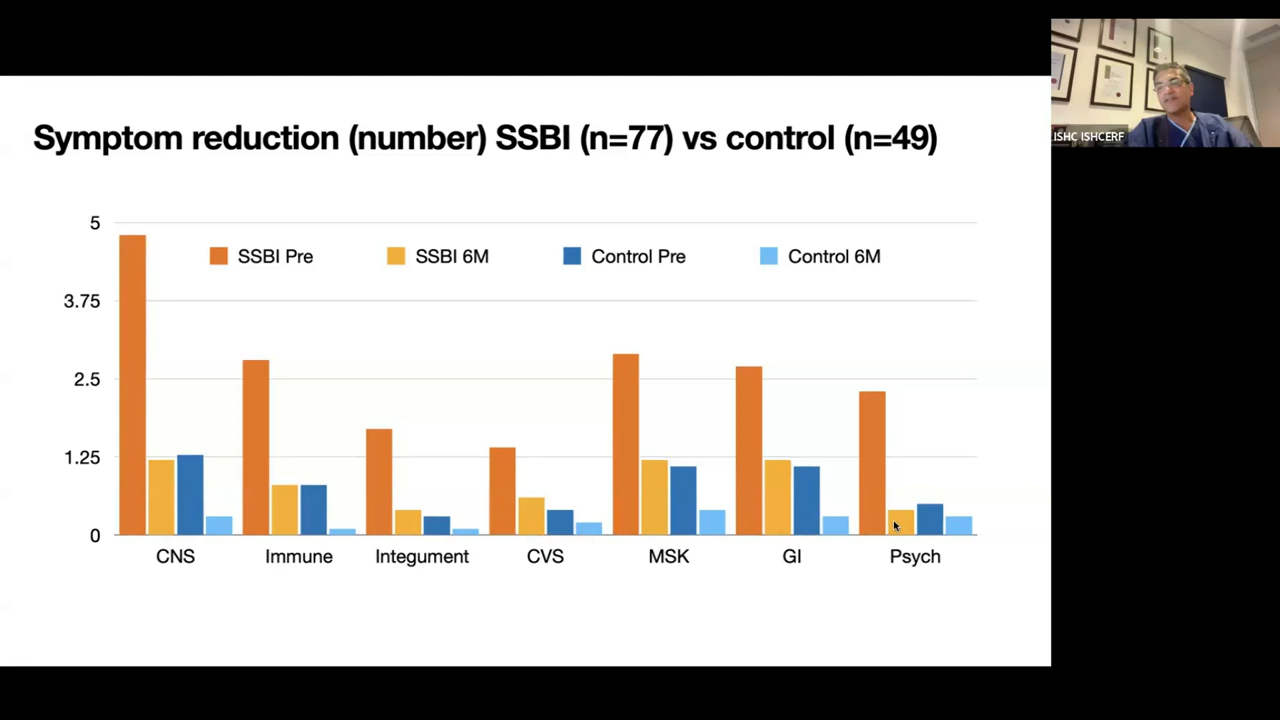 Symptom reduction (number) SSBI (n=77) vs control (n=49)
5
SSBI Pre
SSBI 6M
Control Pre
Control 6M
3.75
2.5
1.25
0
CNS
Immune
Integument
CVS
MSK
GI
Psych
ISHC ISHCERF